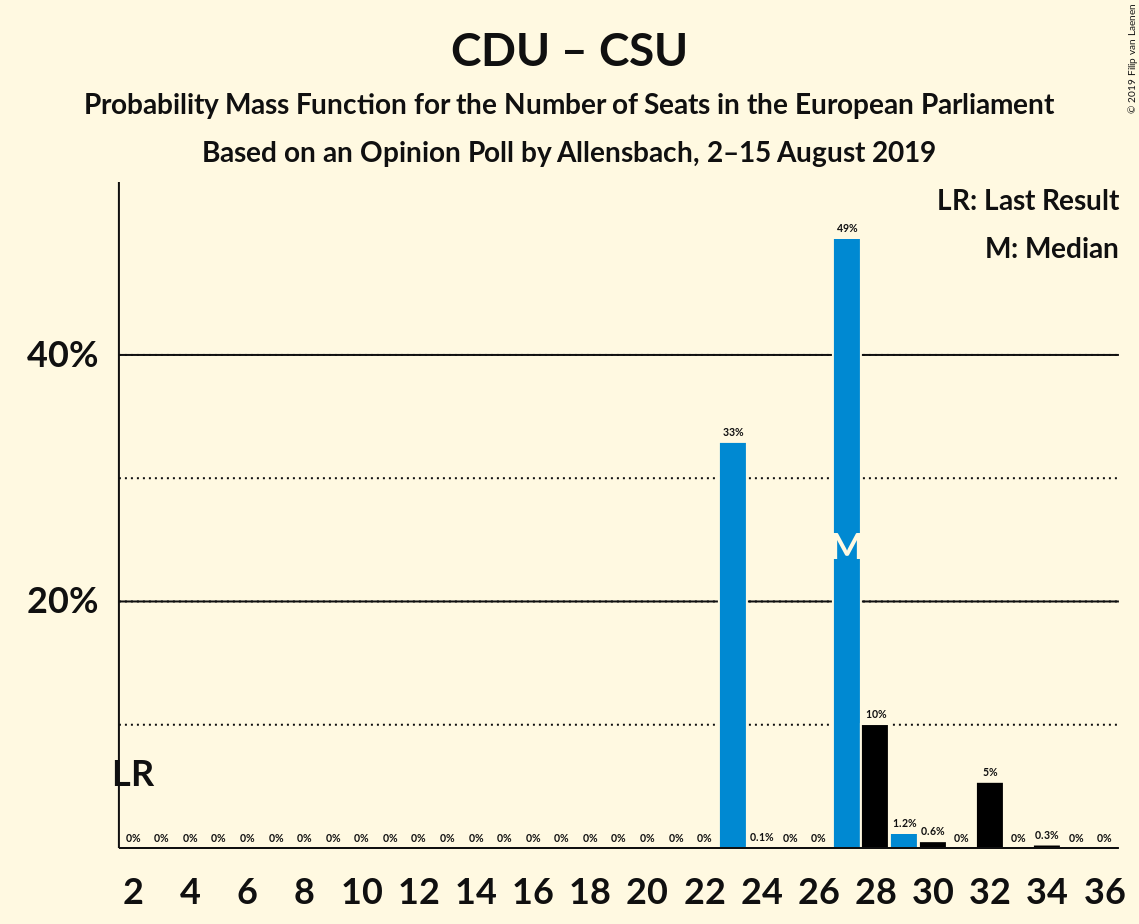 CDU – CSU
Probability Mass Function for the Number of Seats in the European Parliament
Based on an Opinion Poll by Allensbach, 2–15 August 2019
© 2019 Filip van Laenen
LR: Last Result
M: Median
49%
40%
33%
M
20%
10%
LR
5%
0% 0% 0% 0% 0% 0% 0% 0% 0% 0% 0% 0% 0% 0% 0% 0% 0% 0% 0% 0% 0% 0.1% 0% 0% 1.2% 0.6% 0% 0% 0.3% 0% 0%
2 4 6 8 10 12 14 16 18 20 22 24 26 28 30 32 34 36